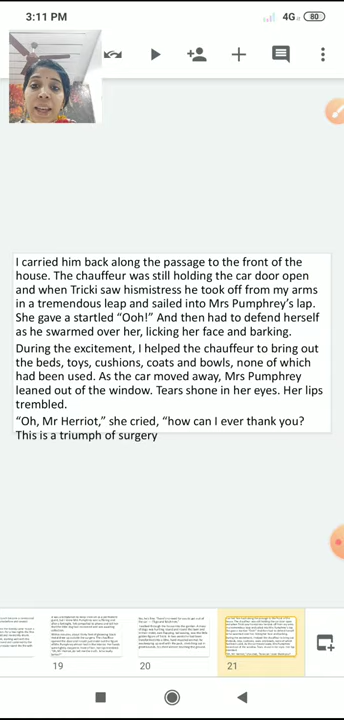 3:11 PM
4G 80
I carried him back along the passage to the front of the
house. The chauffeur was still holding the car door open
and when Tricki saw hismistress he took off from my arms
in a tremendous leap and sailed into Mrs Pumphrey's lap.
She gave a startled "Ooh!" And then had to defend herself
as he swarmed over her, licking her face and barking.
During the excitement, I helped the chauffeur to bring out
the beds, toys, cushions, coats and bowls, none of which
had been used. As the car moved away, Mrs Pumphrey
leaned out of the window. Tears shone in her eyes. Her lips
trembled.
"Oh, Mr Herriot," she cried, "how can I ever thank you?
This is a triumph of surgery
19
20
21